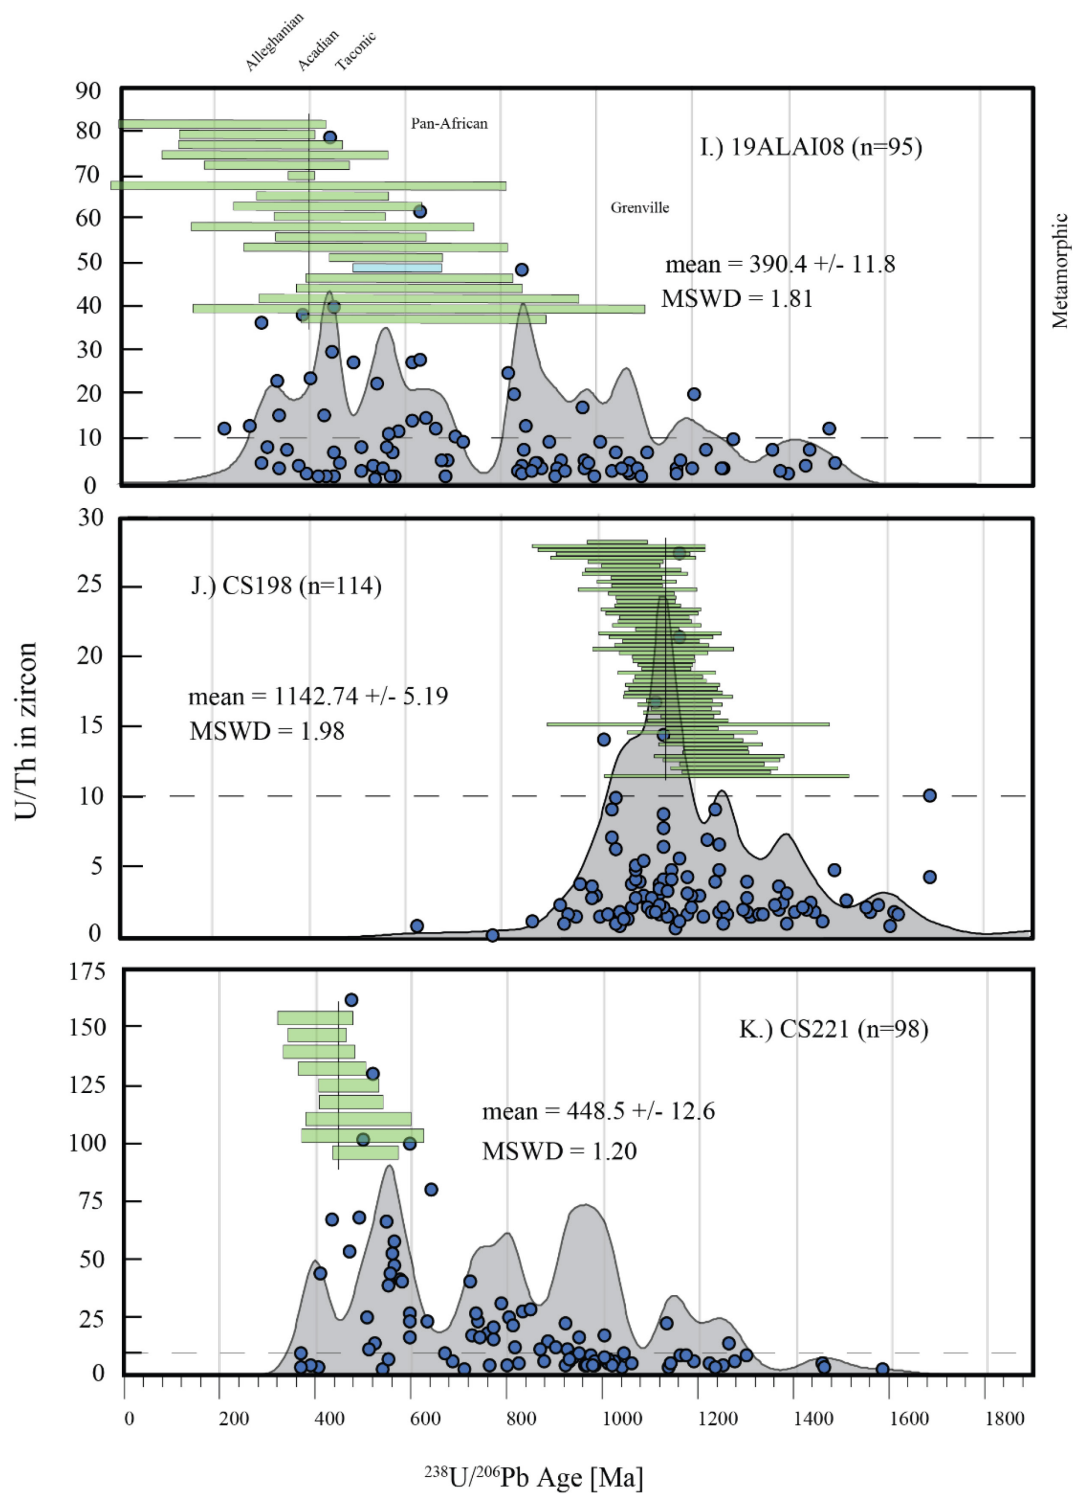 Alleghanian
Acadian
Taconic
90
80
70
60
50
40
30
20
10
0
Pan-African
I.) 19ALAI08 (n=95)
Grenville
mean = 390.4 +/- 11.8
MSWD = 1.81
Metamorphic
30
25
20
15
10
5
0
J.) CS198 (n=114)
mean = 1142.74 +/- 5.19
MSWD = 1.98
U/Th in zircon
175
150
125
100
75
50
25
0
K.) CS221 (n=98)
mean = 448.5 +/- 12.6
MSWD = 1.20
0 200 400 600 800 1000 1200 1400 1600 1800
²³⁸U/²⁰⁶Pb Age [Ma]